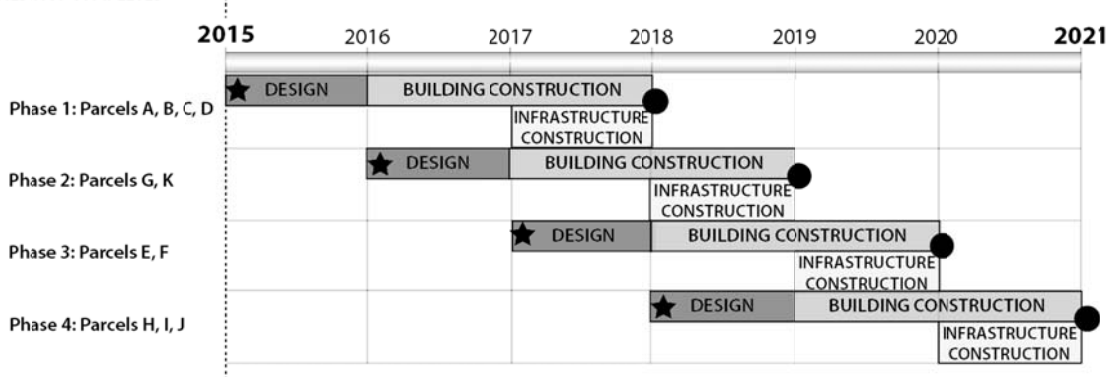 2015 2016 2017 2018 2019 2020 2021
Phase 1: Parcels A, B, C, D
DESIGN BUILDING CONSTRUCTION
INFRASTRUCTURE
CONSTRUCTION
Phase 2: Parcels G, K
DESIGN BUILDING CONSTRUCTION
INFRASTRUCTURE
CONSTRUCTION
Phase 3: Parcels E, F
DESIGN BUILDING CONSTRUCTION
INFRASTRUCTURE
CONSTRUCTION
Phase 4: Parcels H, I, J
DESIGN BUILDING CONSTRUCTION
INFRASTRUCTURE
CONSTRUCTION